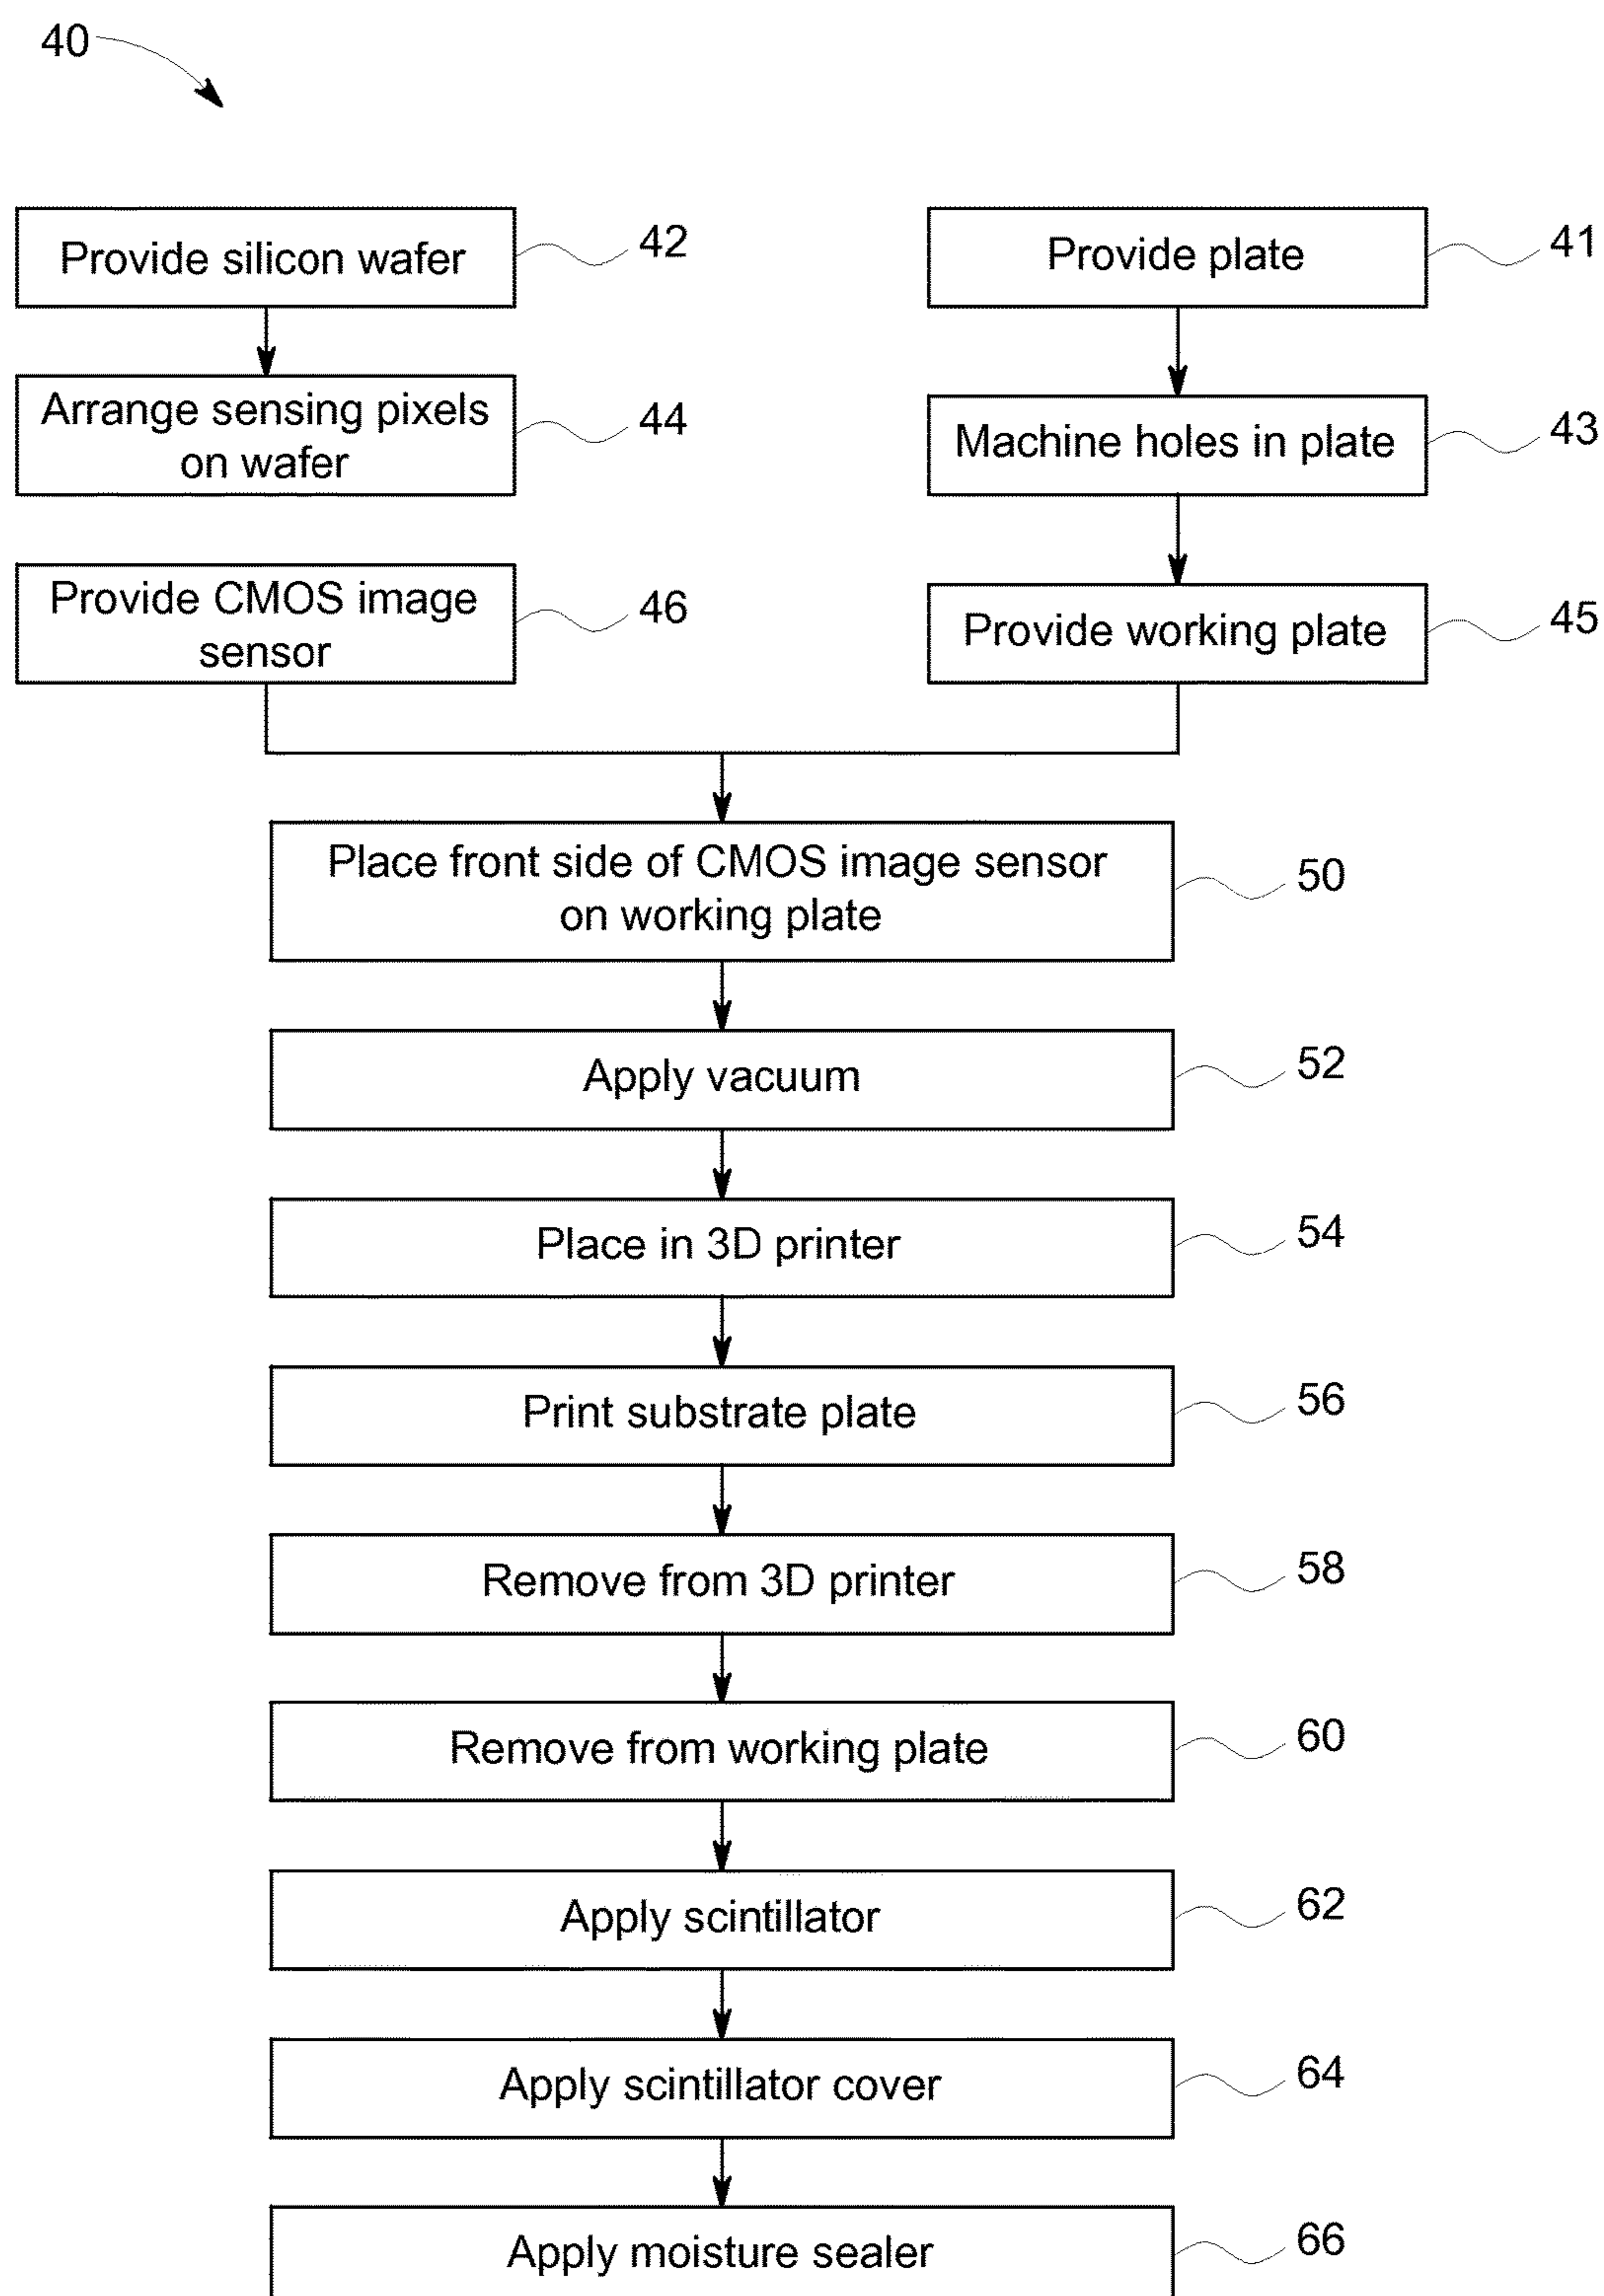 40
Provide silicon wafer
42
Provide plate
41
Arrange sensing pixels
on wafer
44
Machine holes in plate
43
Provide CMOS image
sensor
46
Provide working plate
45
Place front side of CMOS image sensor
on working plate
50
Apply vacuum
52
Place in 3D printer
54
Print substrate plate
56
Remove from 3D printer
58
Remove from working plate
60
Apply scintillator
62
Apply scintillator cover
64
Apply moisture sealer
66